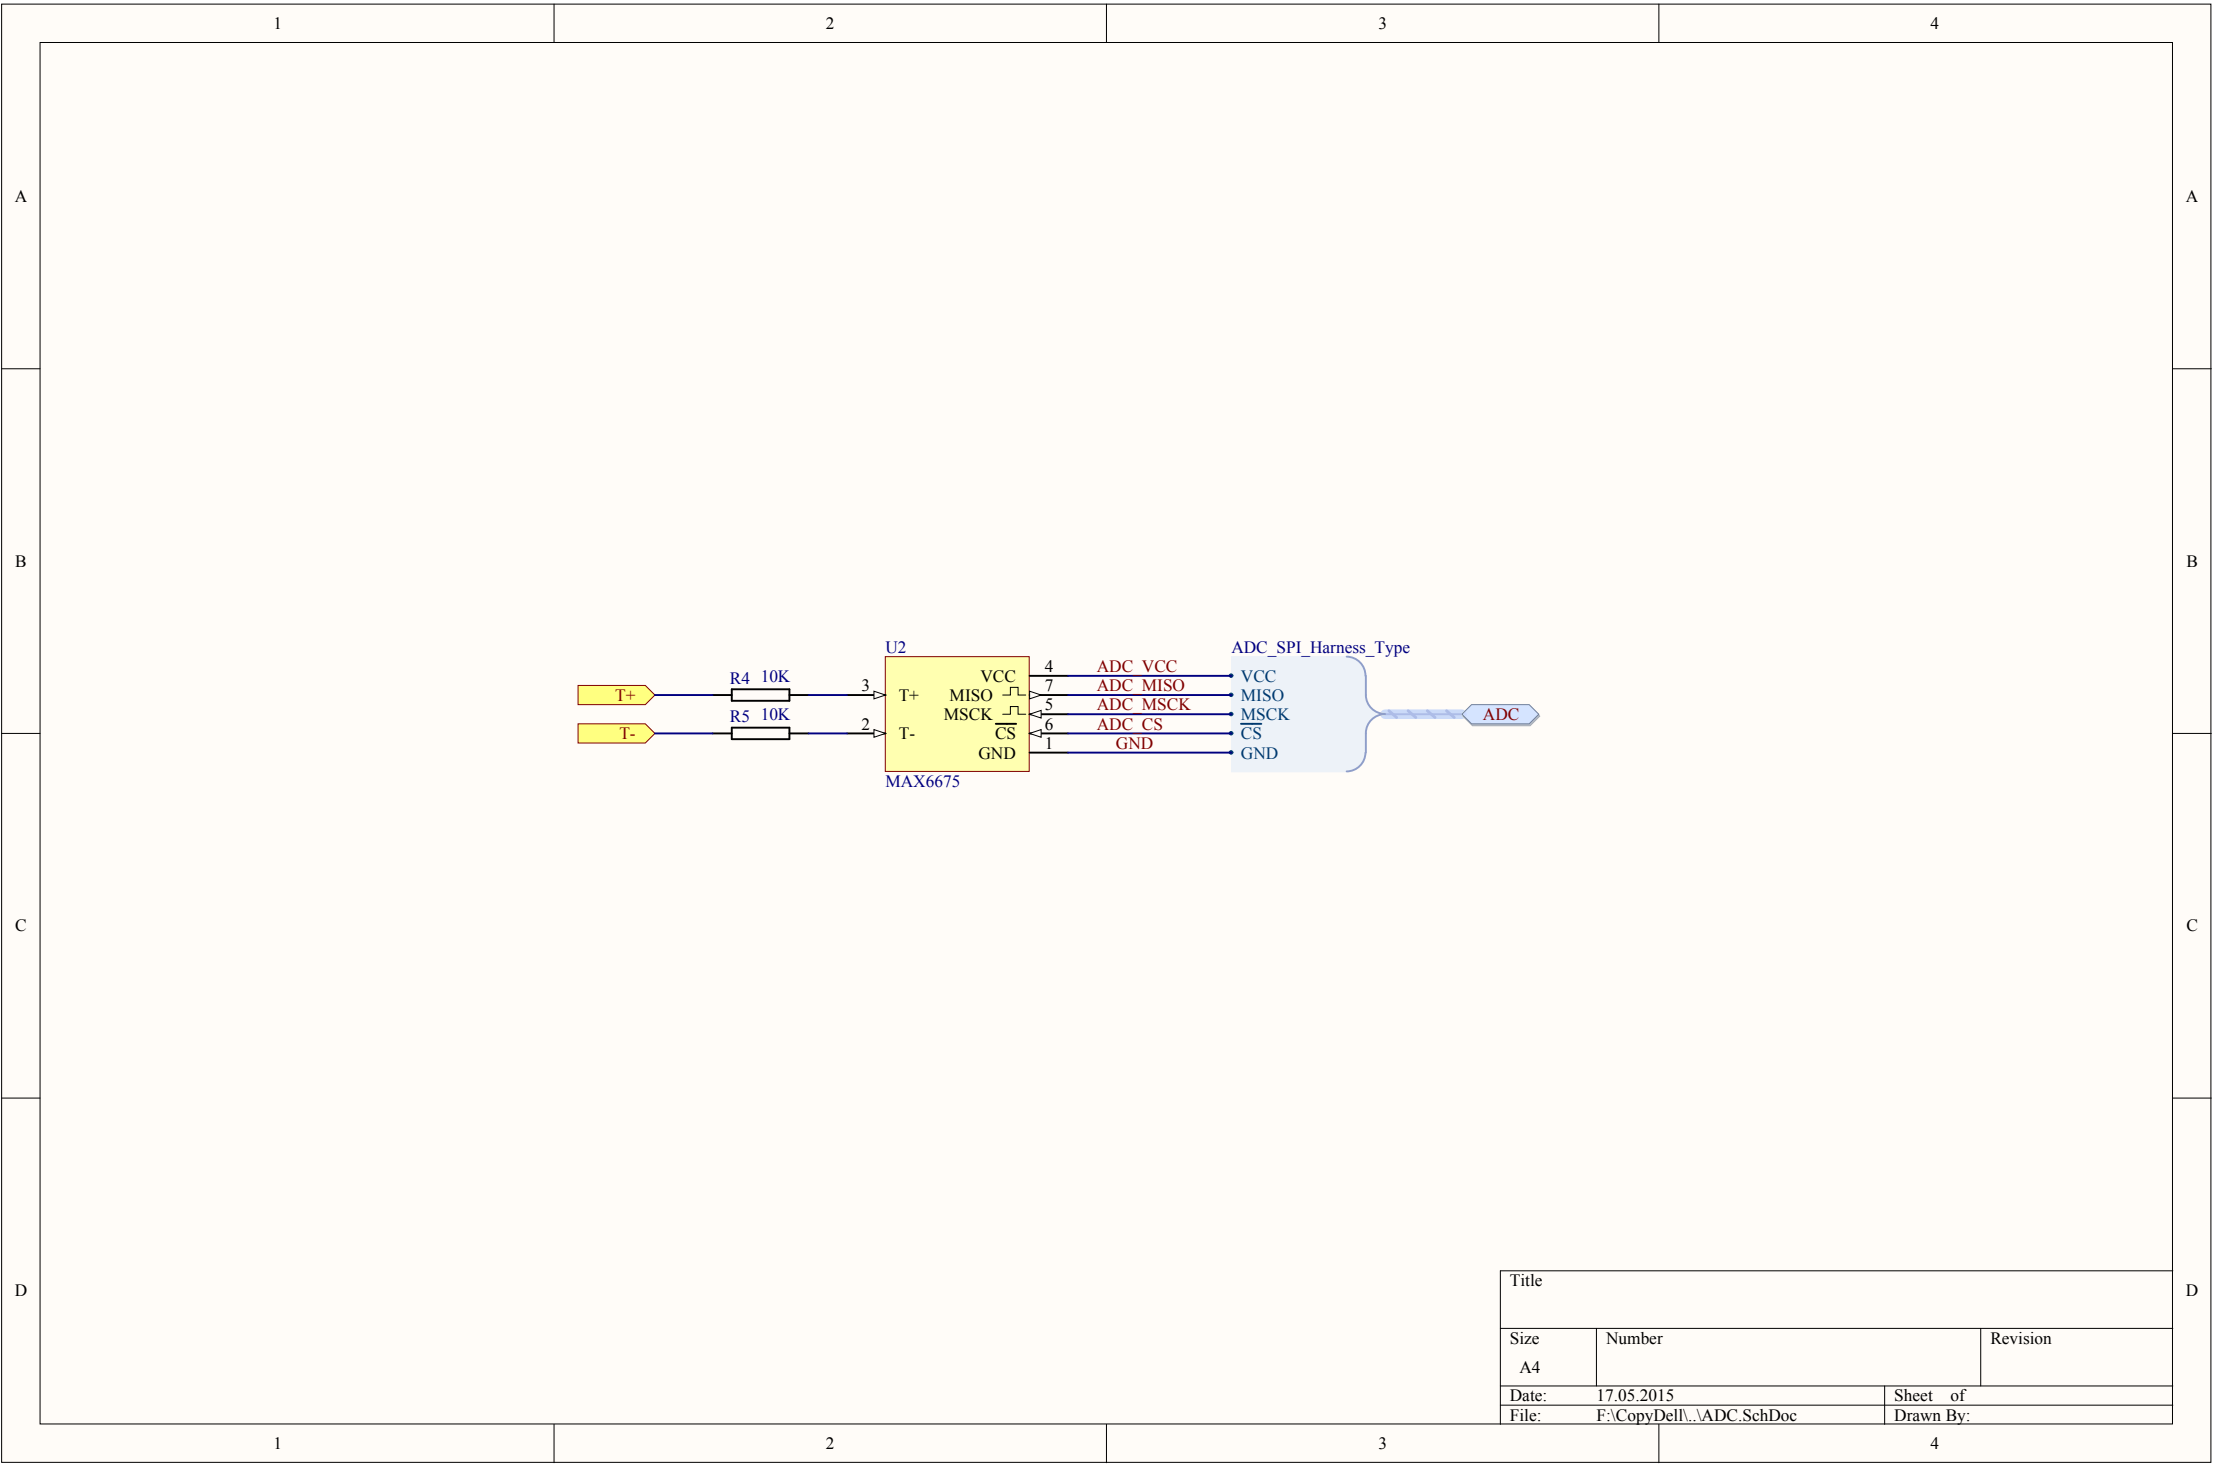 1 2 3 4
A A
B B
U2 ADC_SPI_Harness_Type
R4 10K
T+ 3 T+
R5 10K
T- 2 T-
VCC 4 ADC_VCC VCC
MISO 7 ADC_MISO MISO
MSCK 5 ADC_MSCK MSCK
CS 6 ADC_CS CS
GND 1 GND GND
ADC
MAX6675
C C
D D
Title
Size Number Revision
A4
Date: 17.05.2015 Sheet of
File: F:\CopyDell\..\ADC.SchDoc Drawn By:
1 2 3 4